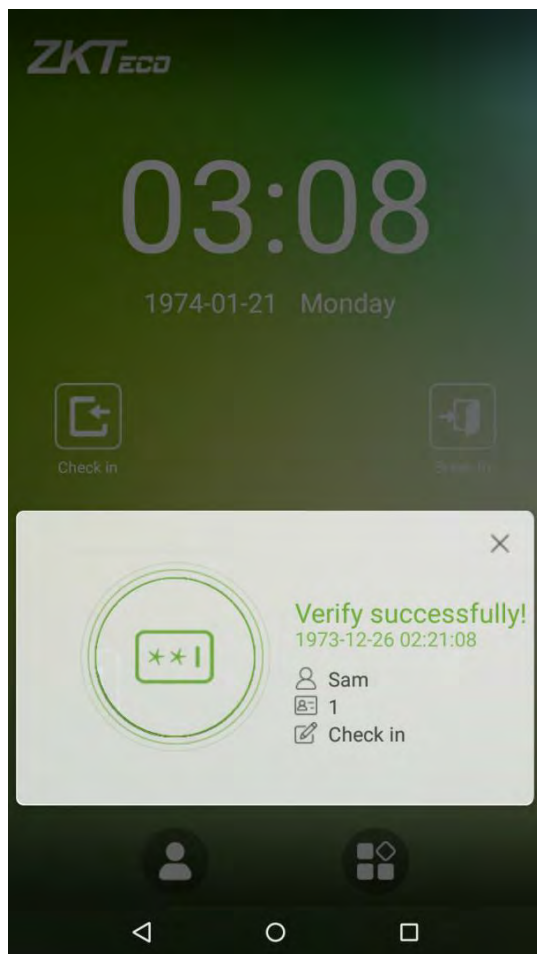 ZKTECO
03:08
1974-01-21 Monday
Check in
**
Verify successfully!
1973-12-26 02:21:08
Sam
1
Check in